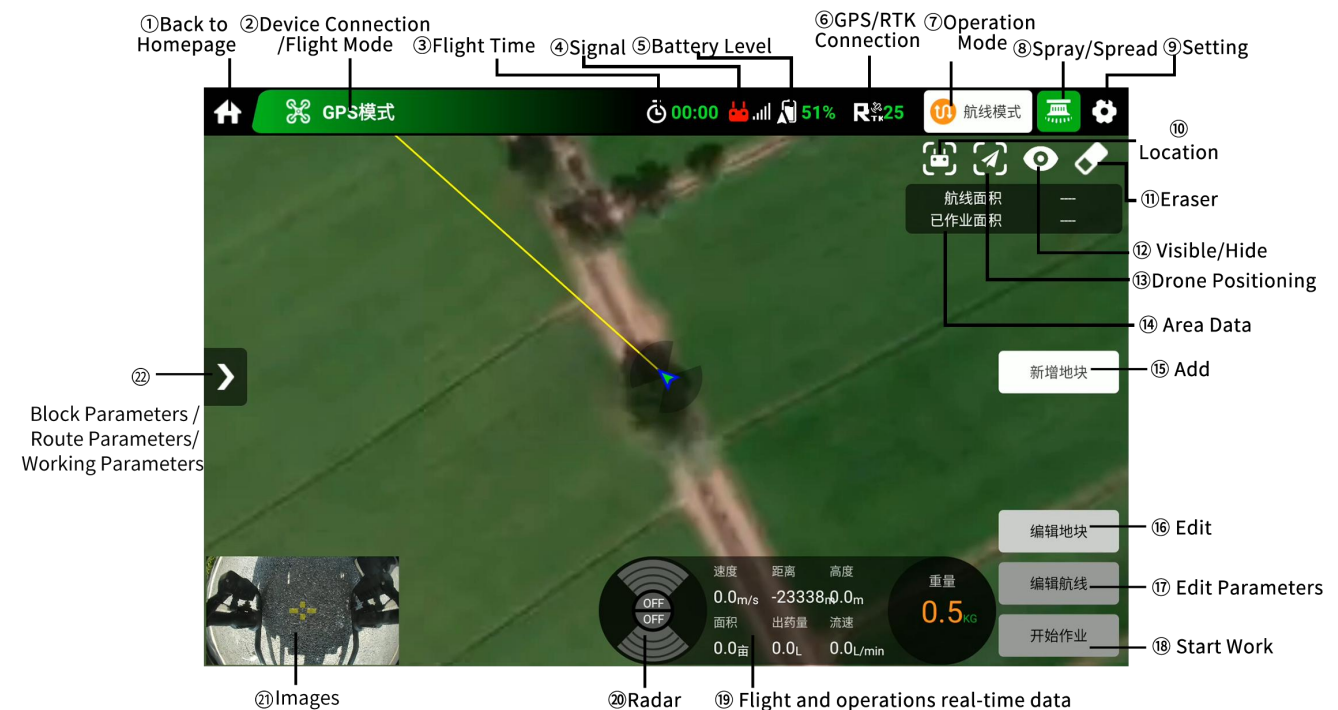 ①Back to
Homepage
②Device Connection
/Flight Mode
③Flight Time
④Signal
⑤Battery Level
⑥GPS/RTK
Connection
⑦Operation
Mode
⑧Spray/Spread
⑨Setting
GPS模式
00:00
51%
R TK 25
航线模式
⑩
Location
⑪Eraser
航线面积 ----
已作业面积 ----
⑫ Visible/Hide
⑬Drone Positioning
⑭ Area Data
新增地块
⑮ Add
㉒
Block Parameters /
Route Parameters/
Working Parameters
编辑地块
⑯ Edit
编辑航线
⑰ Edit Parameters
开始作业
⑱ Start Work
OFF
OFF
速度 距离 高度
0.0m/s -23338m 0.0m
面积 出药量 流速
0.0亩 0.0L 0.0L/min
重量
0.5KG
㉑Images
⑳Radar
⑲ Flight and operations real-time data